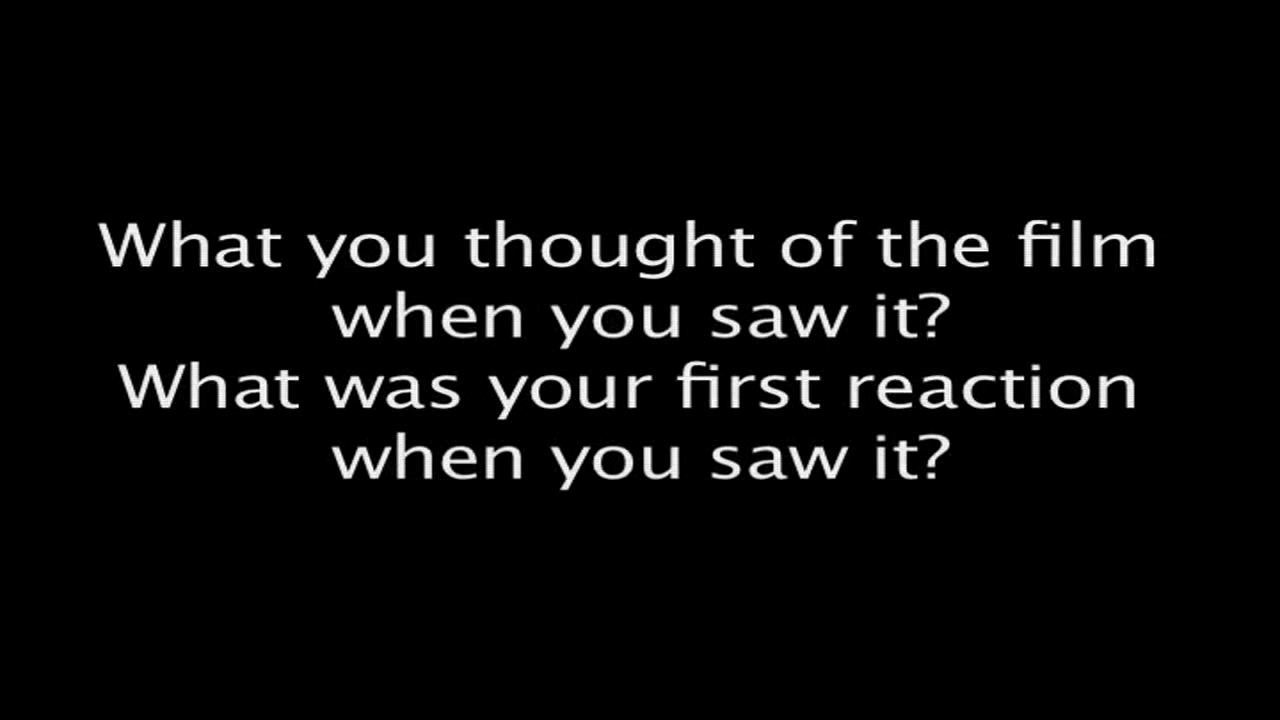 What you thought of the film
when you saw it?
What was your first reaction
when you saw it?